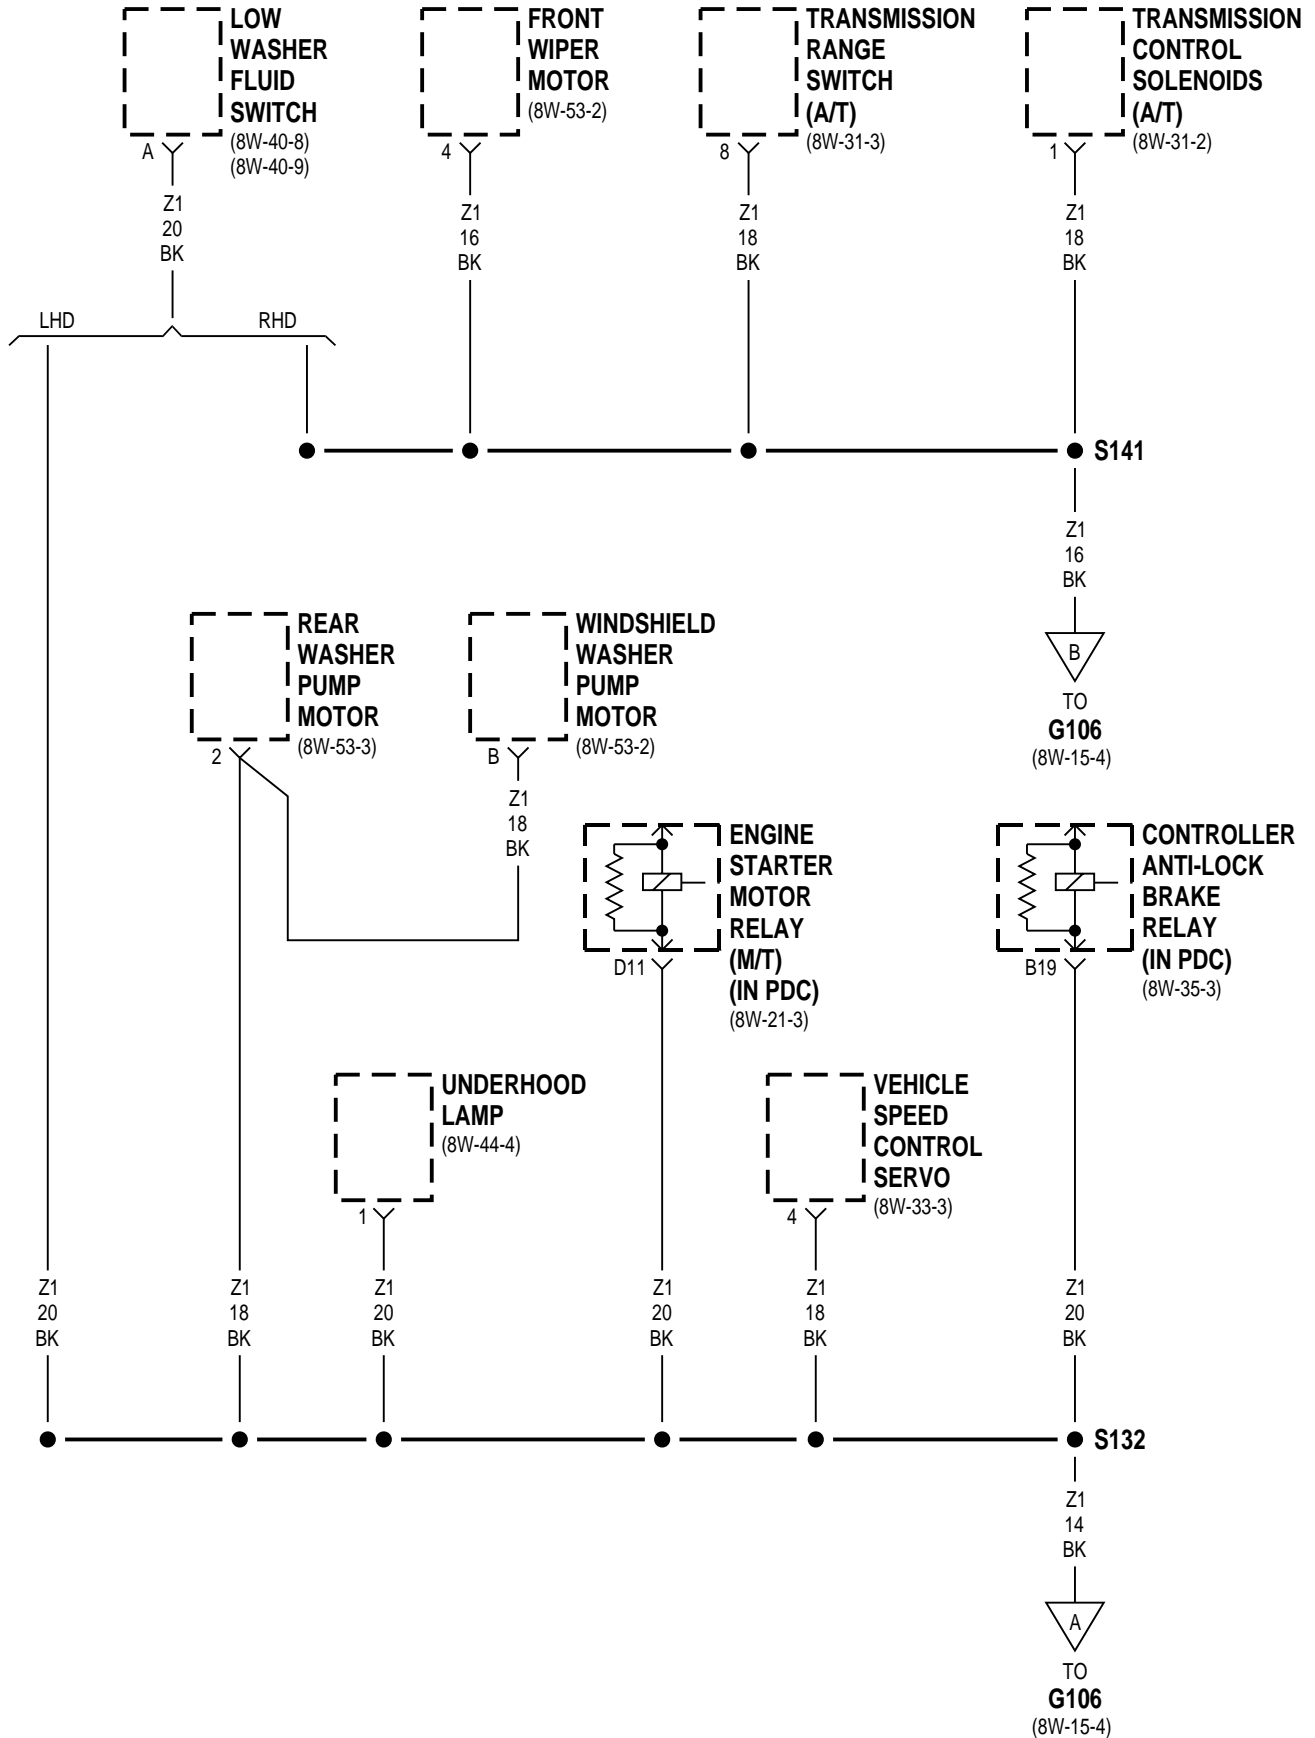 LOW
WASHER
FLUID
SWITCH
(8W-40-8)
(8W-40-9)
A
Z1
20
BK
LHD
RHD
FRONT
WIPER
MOTOR
(8W-53-2)
4
Z1
16
BK
TRANSMISSION
RANGE
SWITCH
(A/T)
(8W-31-3)
8
Z1
18
BK
TRANSMISSION
CONTROL
SOLENOIDS
(A/T)
(8W-31-2)
1
Z1
18
BK
S141
Z1
16
BK
B
TO
G106
(8W-15-4)
REAR
WASHER
PUMP
MOTOR
(8W-53-3)
2
WINDSHIELD
WASHER
PUMP
MOTOR
(8W-53-2)
B
Z1
18
BK
ENGINE
STARTER
MOTOR
RELAY
(M/T)
(IN PDC)
(8W-21-3)
D11
CONTROLLER
ANTI-LOCK
BRAKE
RELAY
(IN PDC)
(8W-35-3)
B19
UNDERHOOD
LAMP
(8W-44-4)
1
VEHICLE
SPEED
CONTROL
SERVO
(8W-33-3)
4
Z1
20
BK
Z1
18
BK
Z1
20
BK
Z1
20
BK
Z1
18
BK
Z1
20
BK
S132
Z1
14
BK
A
TO
G106
(8W-15-4)